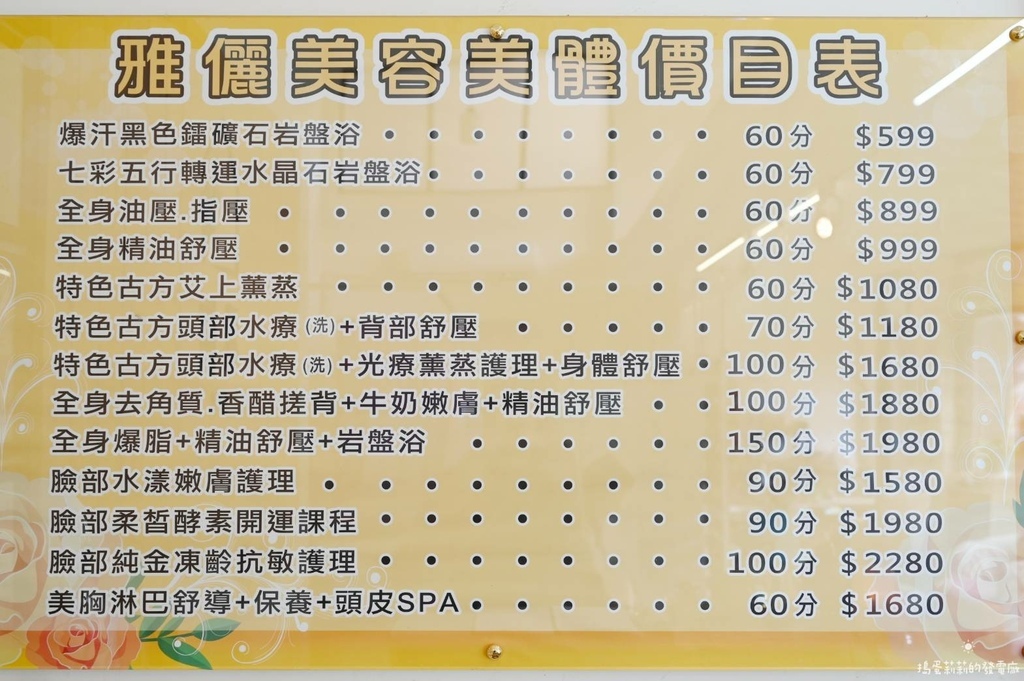 雅儷美容美體價目表
爆汗黑色鐳礦石岩盤浴 60分 $599
七彩五行轉運水晶石岩盤浴 60分 $799
全身油壓.指壓 60分 $899
全身精油舒壓 60分 $999
特色古方艾上薰蒸 60分 $1080
特色古方頭部水療(洗)+背部舒壓 70分 $1180
特色古方頭部水療(洗)+光療薰蒸護理+身體舒壓 100分 $1680
全身去角質.香醋搓背+牛奶嫩膚+精油舒壓 100分 $1880
全身爆脂+精油舒壓+岩盤浴 150分 $1980
臉部水漾嫩膚護理 90分 $1580
臉部柔皙酵素開運課程 90分 $1980
臉部純金凍齡抗敏護理 100分 $2280
美胸淋巴舒導+保養+頭皮SPA 60分 $1680
搗蛋莉莉的發電廠